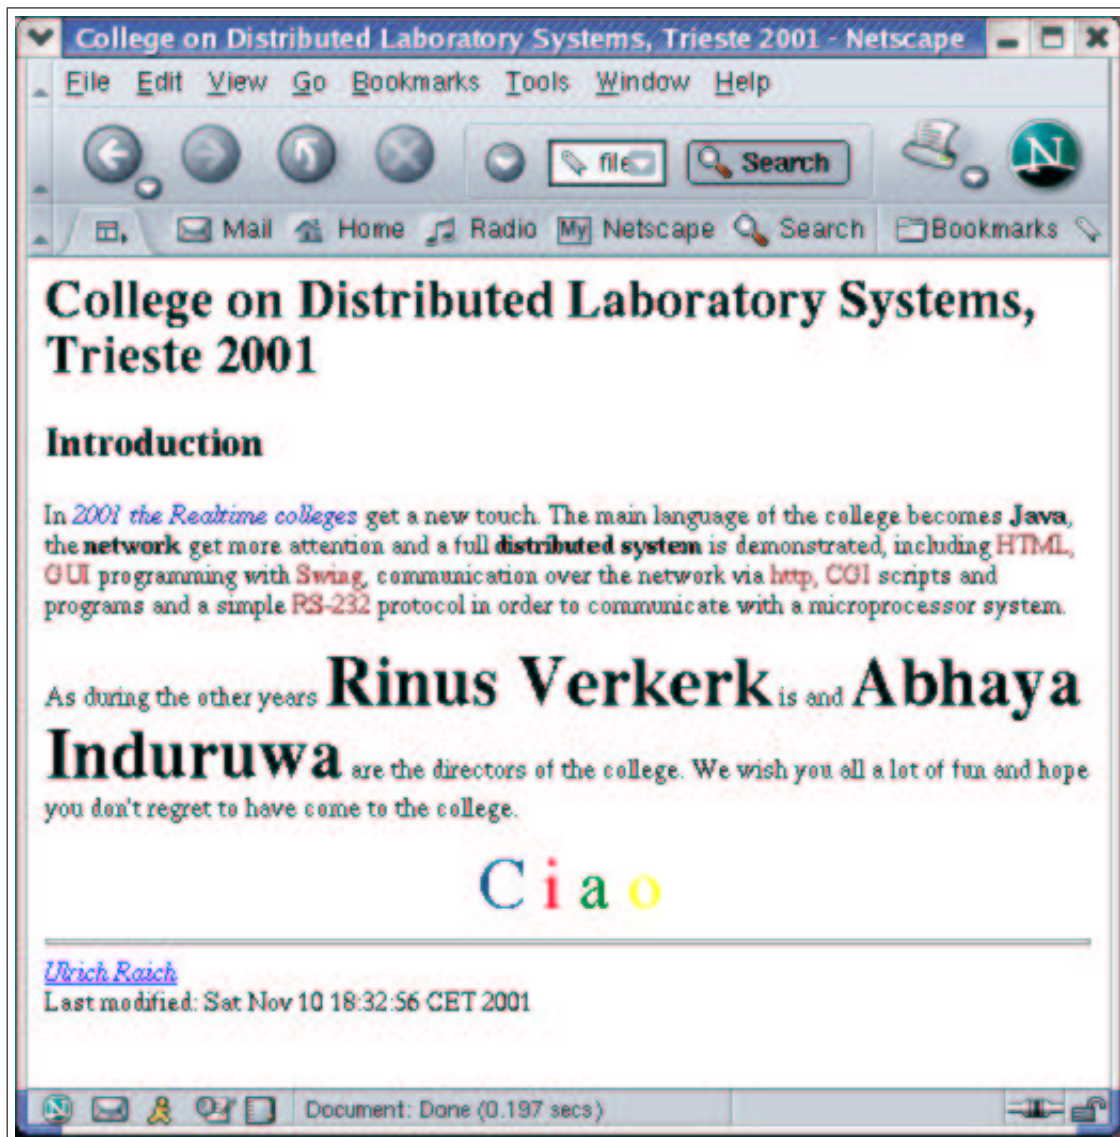 College on Distributed Laboratory Systems, Trieste 2001 - Netscape
File Edit View Go Bookmarks Tools Window Help
file Search
N
Mail Home Radio My Netscape Search Bookmarks
College on Distributed Laboratory Systems,
Trieste 2001
Introduction
In 2001 the Realtime colleges get a new touch. The main language of the college becomes Java,
the network get more attention and a full distributed system is demonstrated, including HTML,
GUI programming with Swing, communication over the network via http, CGI scripts and
programs and a simple RS-232 protocol in order to communicate with a microprocessor system.
As during the other years Rinus Verkerk is and Abhaya
Induruwa are the directors of the college. We wish you all a lot of fun and hope
you don't regret to have come to the college.
C i a o
Ulrich Raich
Last modified: Sat Nov 10 18:32:56 CET 2001
N Document: Done (0.197 secs)